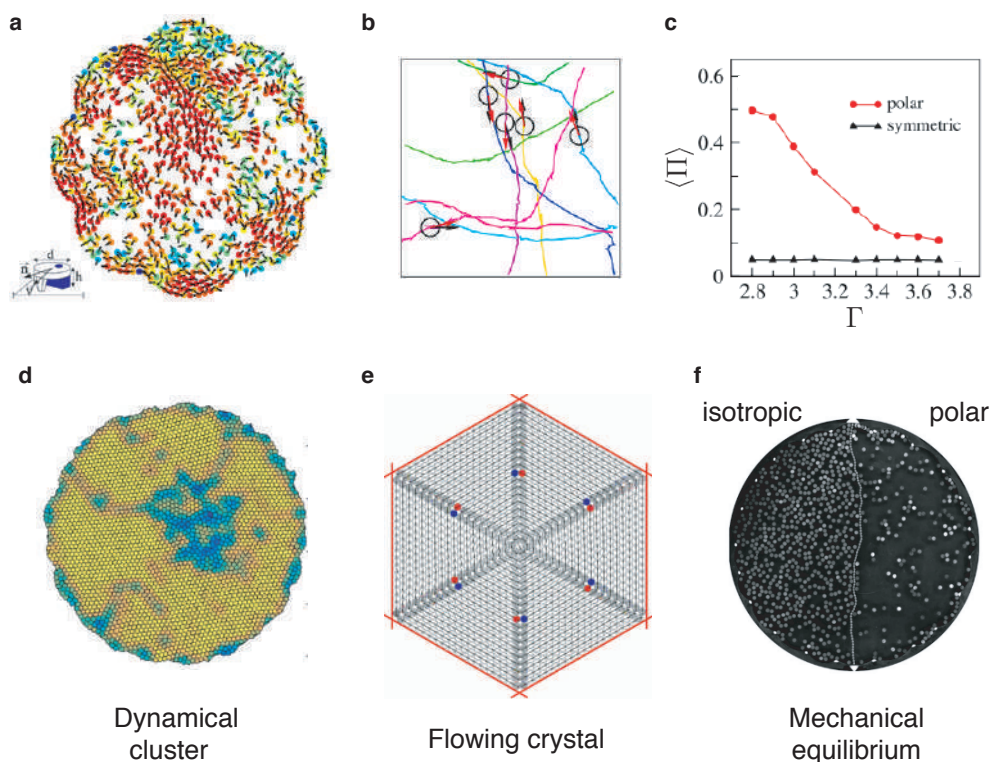 a
b
c
d
n
h
V
0.6
0.4
0.2
0
⟨Π⟩
polar
symmetric
2.8 3 3.2 3.4 3.6 3.8
Γ
d
e
f
isotropic polar
Dynamical
cluster
Flowing crystal
Mechanical
equilibrium